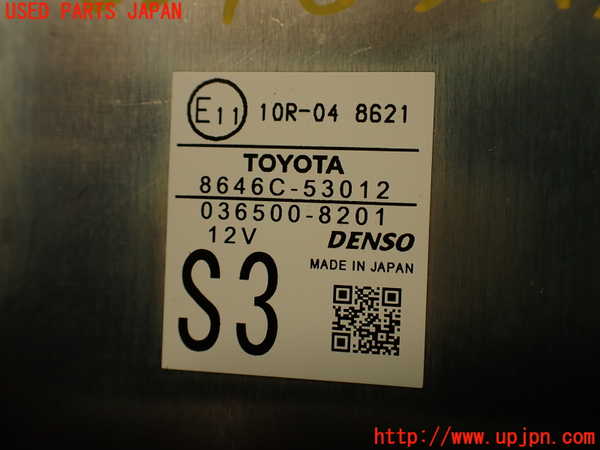 USED PARTS JAPAN
E11 10R-04 8621
TOYOTA
8646C-53012
036500-8201
12V DENSO
MADE IN JAPAN
S3
http://www.upjpn.com/